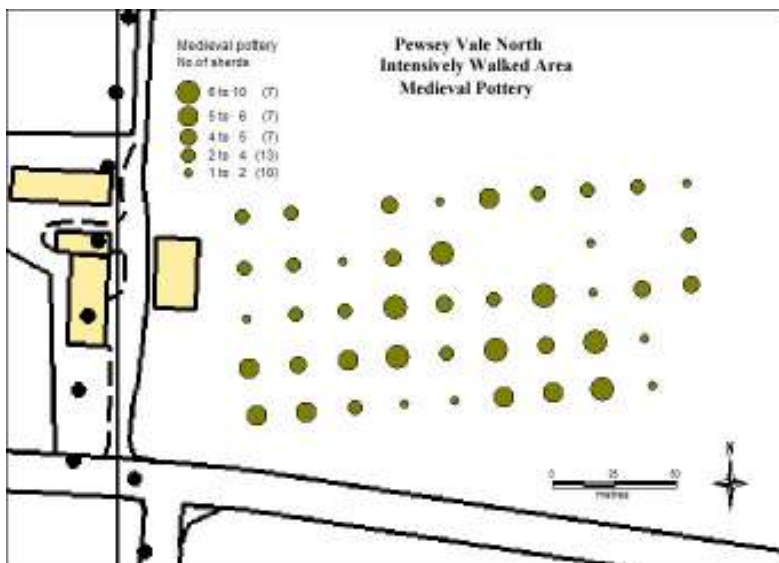 Medieval pottery
No.of sherds
6 to 10 (7)
5 to 6 (7)
4 to 5 (7)
2 to 4 (13)
1 to 2 (10)
Pewsey Vale North
Intensively Walked Area
Medieval Pottery
N
0 25 50
metres